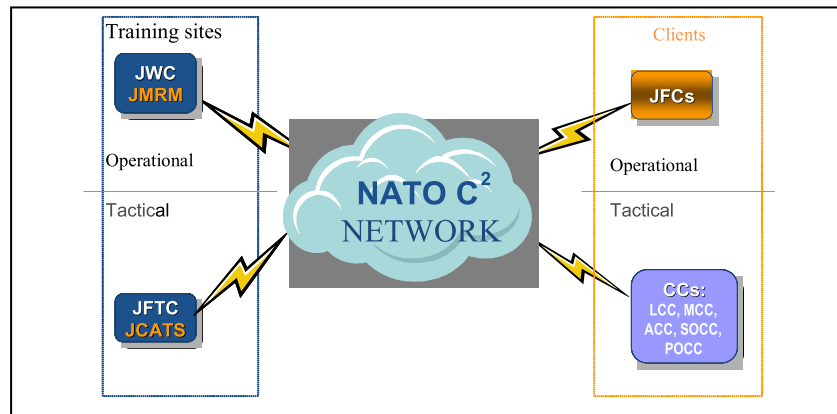 Training sites
JWC
JMRM
Operational
Tactical
JFTC
JCATS
NATO C²
NETWORK
Clients
JFCs
Operational
Tactical
CCs:
LCC, MCC,
ACC, SOCC,
POCC